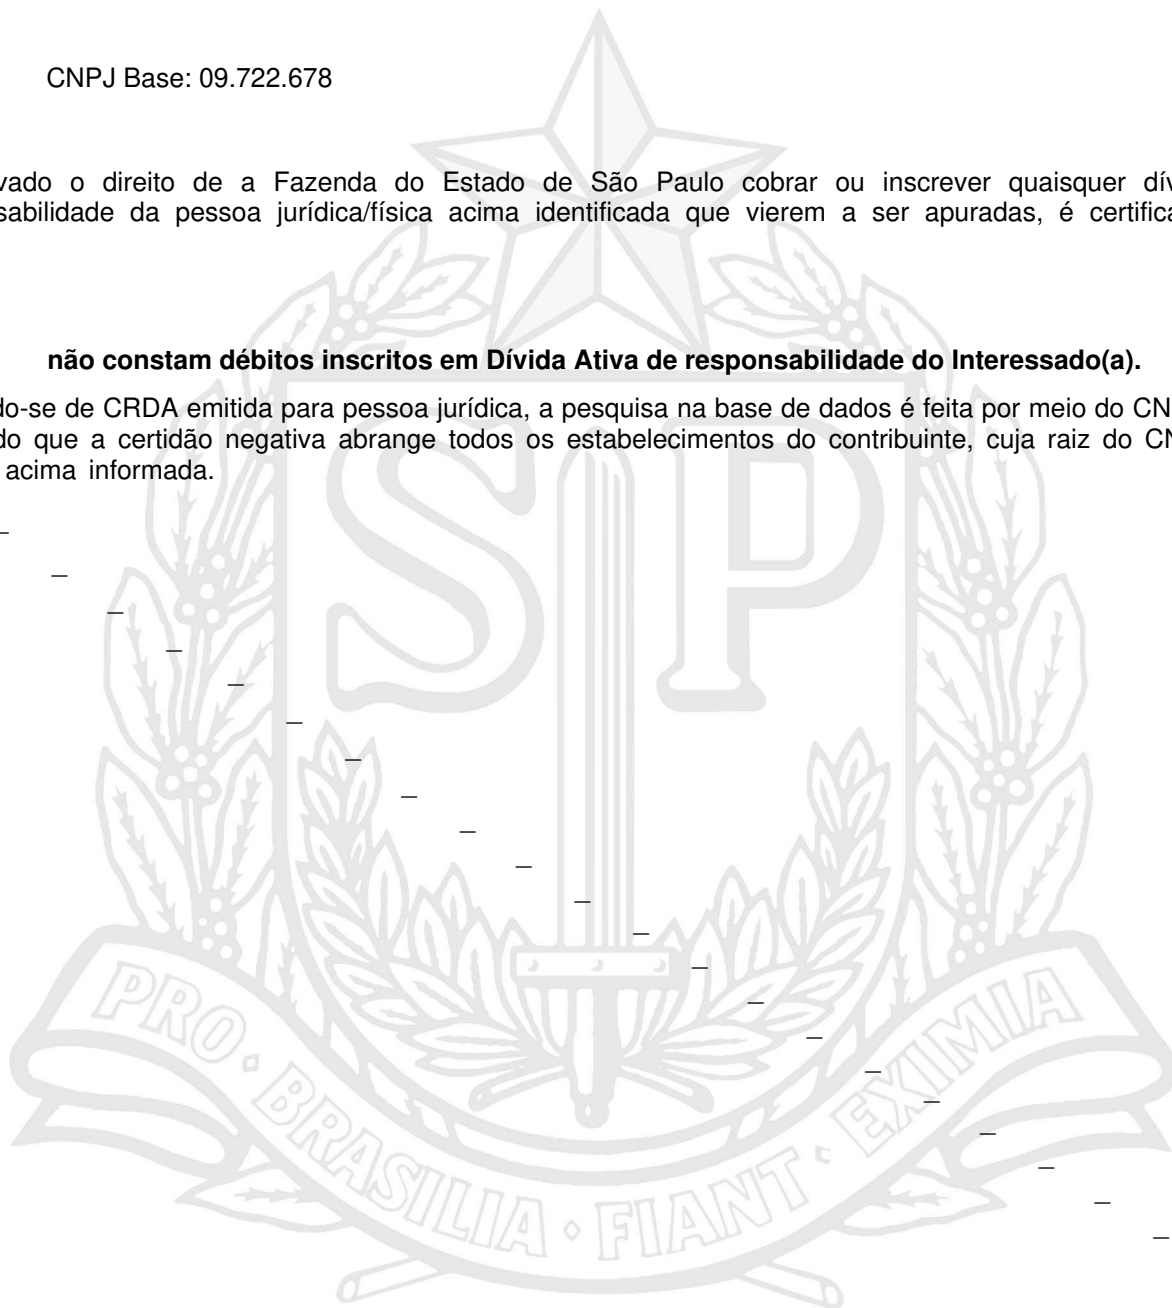 CNPJ Base: 09.722.678
vado o direito de a Fazenda do Estado de São Paulo cobrar ou inscrever quaisquer dív
sabilidade da pessoa jurídica/física acima identificada que vierem a ser apuradas, é certifica
não constam débitos inscritos em Dívida Ativa de responsabilidade do Interessado(a).
do-se de CRDA emitida para pessoa jurídica, a pesquisa na base de dados é feita por meio do CN
do que a certidão negativa abrange todos os estabelecimentos do contribuinte, cuja raiz do CN
acima informada.
SP
PRO · BRASILIA · FIANT · EXIMIA